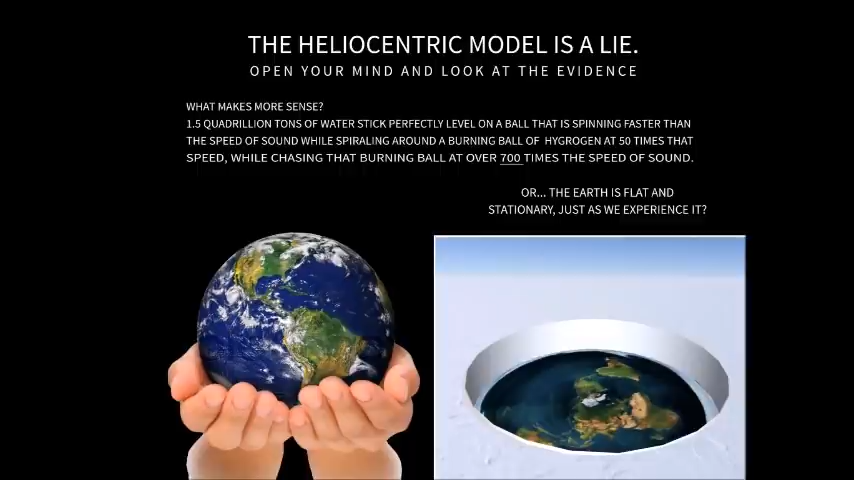 THE HELIOCENTRIC MODEL IS A LIE.
OPEN YOUR MIND AND LOOK AT THE EVIDENCE
WHAT MAKES MORE SENSE?
1.5 QUADRILLION TONS OF WATER STICK PERFECTLY LEVEL ON A BALL THAT IS SPINNING FASTER THAN
THE SPEED OF SOUND WHILE SPIRALING AROUND A BURNING BALL OF HYGROGEN AT 50 TIMES THAT
SPEED, WHILE CHASING THAT BURNING BALL AT OVER 700 TIMES THE SPEED OF SOUND.
OR... THE EARTH IS FLAT AND
STATIONARY, JUST AS WE EXPERIENCE IT?